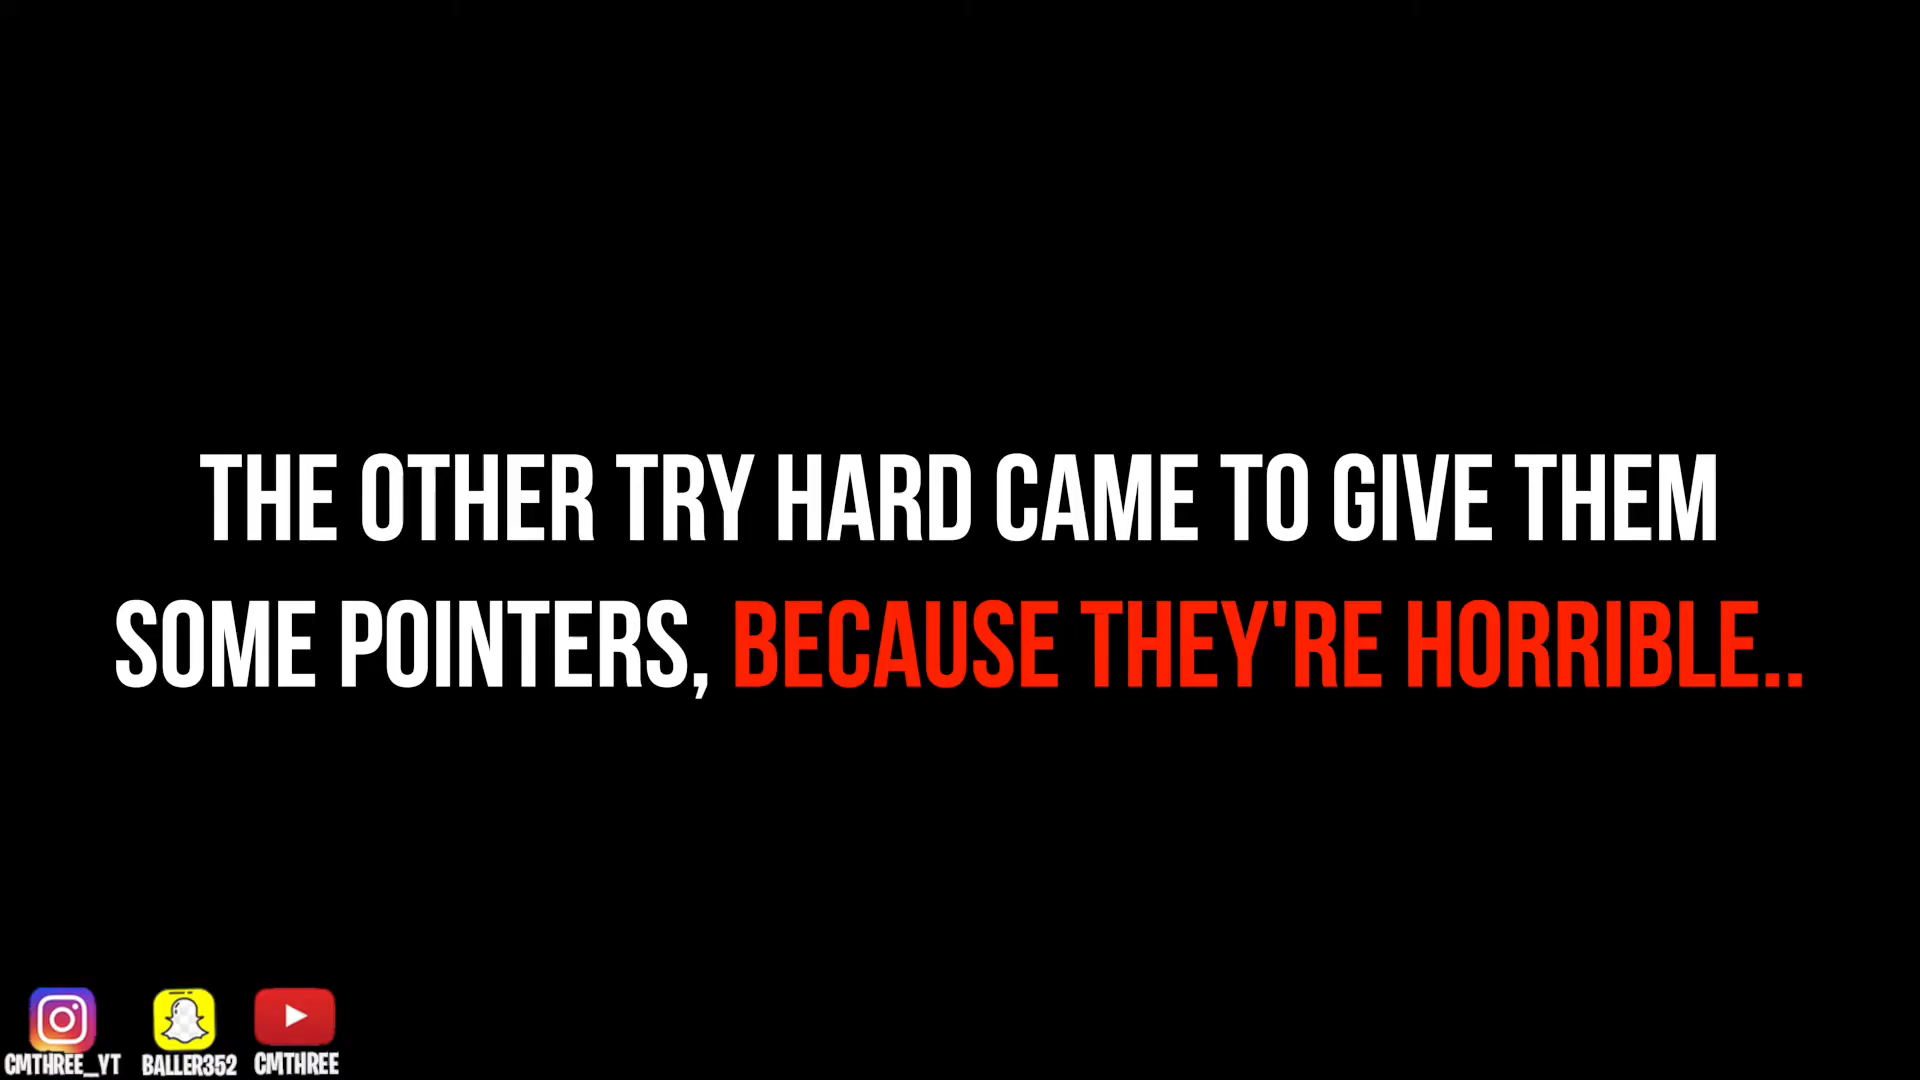 THE OTHER TRY HARD CAME TO GIVE THEM
SOME POINTERS, BECAUSE THEY'RE HORRIBLE..
CMTHREE_YT BALLER352 CMTHREE